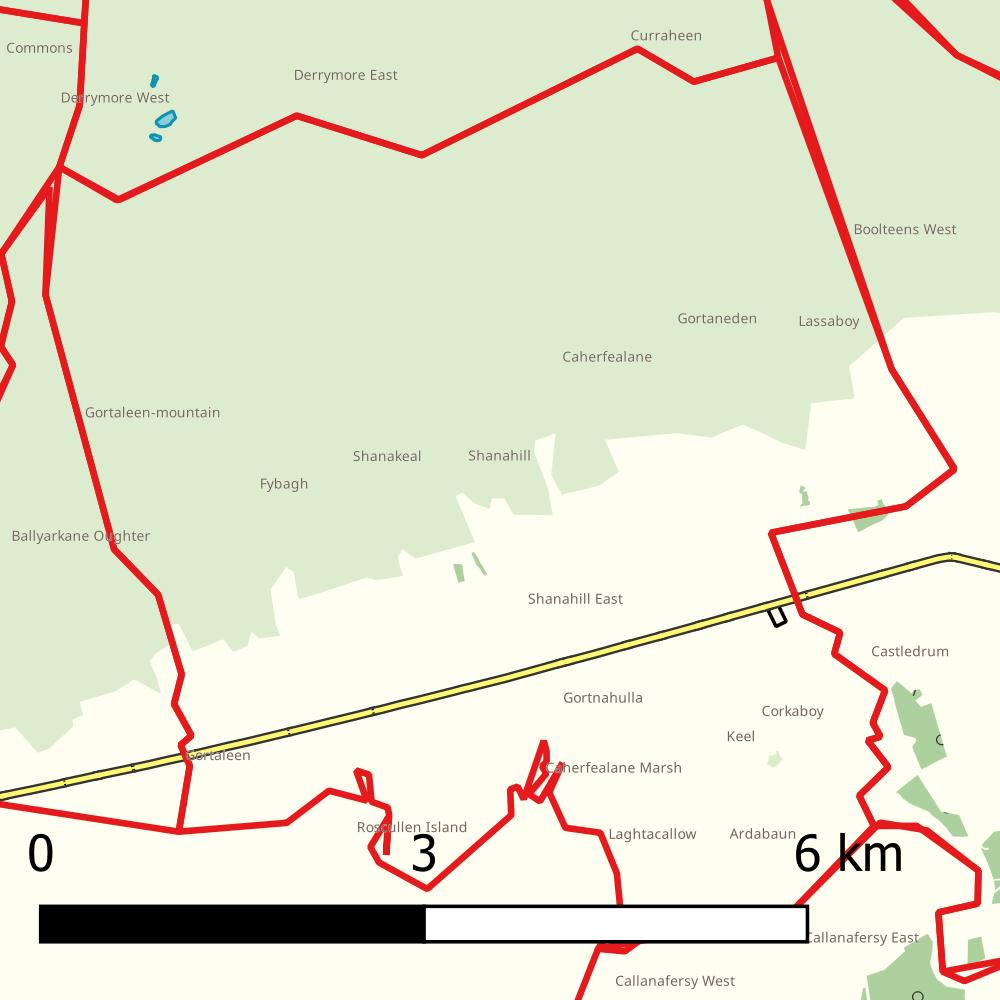 Curraheen
Commons
Derrymore East
Derrymore West
Boolteens West
Gortaneden
Lassaboy
Caherfealane
Gortaleen-mountain
Shanakeal
Shanahill
Fybagh
Ballyarkane Oughter
Shanahill East
Castledrum
Gortnahulla
Corkaboy
Keel
Gortaleen
Caherfealane Marsh
Roscullen Island
Laghtacallow
Ardabaun
0 3 6 km
Callanafersy East
Callanafersy West